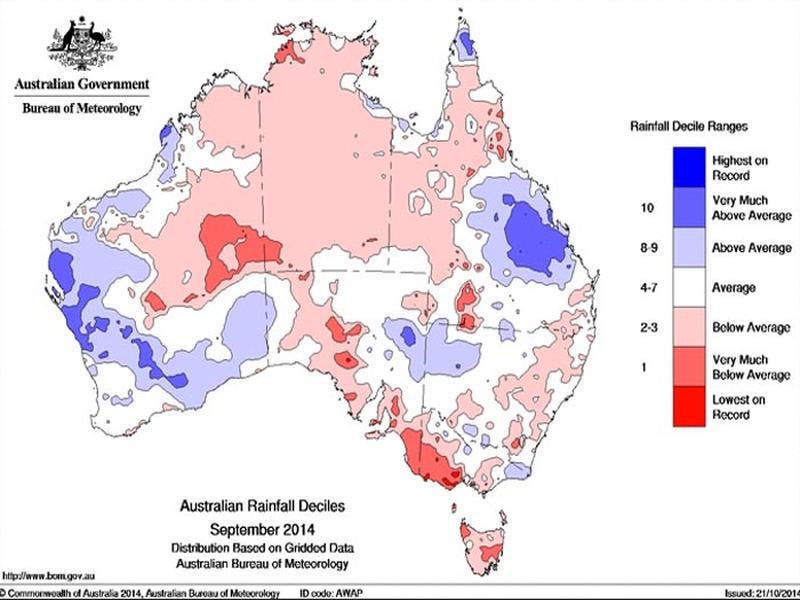 Australian Government
Bureau of Meteorology
Rainfall Decile Ranges
Highest on
Record
10
Very Much
Above Average
8-9
Above Average
4-7
Average
2-3
Below Average
1
Very Much
Below Average
Lowest on
Record
Australian Rainfall Deciles
September 2014
Distribution Based on Gridded Data
Australian Bureau of Meteorology
http://www.bom.gov.au
© Commonwealth of Australia 2014, Australian Bureau of Meteorology
ID code: AWAP
Issued: 21/10/2014